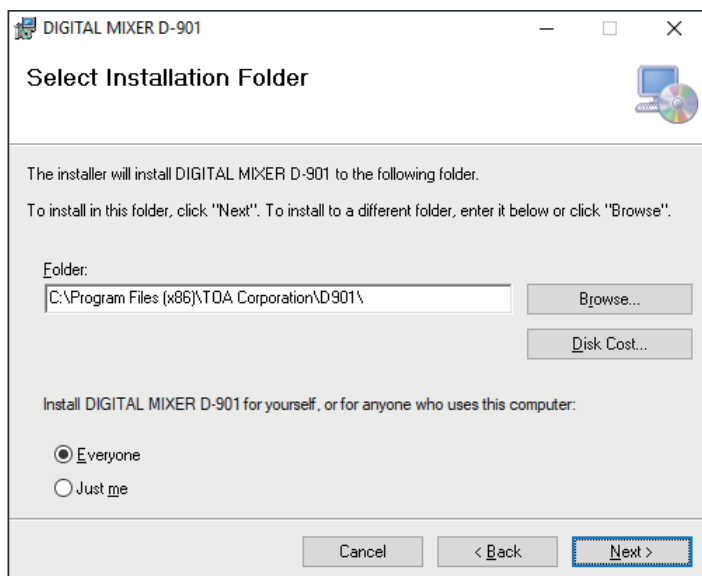 DIGITAL MIXER D-901
Select Installation Folder
The installer will install DIGITAL MIXER D-901 to the following folder.
To install in this folder, click "Next". To install to a different folder, enter it below or click "Browse".
Folder:
C:\Program Files (x86)\TOA Corporation\D901\
Browse...
Disk Cost...
Install DIGITAL MIXER D-901 for yourself, or for anyone who uses this computer:
Everyone
Just me
Cancel
< Back
Next >